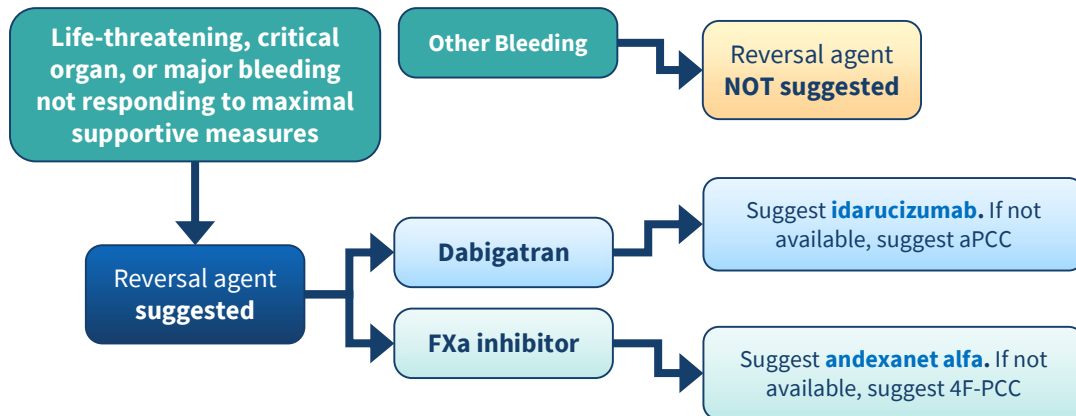 Life-threatening, critical
organ, or major bleeding
not responding to maximal
supportive measures
Other Bleeding
Reversal agent
NOT suggested
Reversal agent
suggested
Dabigatran
Suggest idarucizumab. If not
available, suggest aPCC
FXa inhibitor
Suggest andexanet alfa. If not
available, suggest 4F-PCC